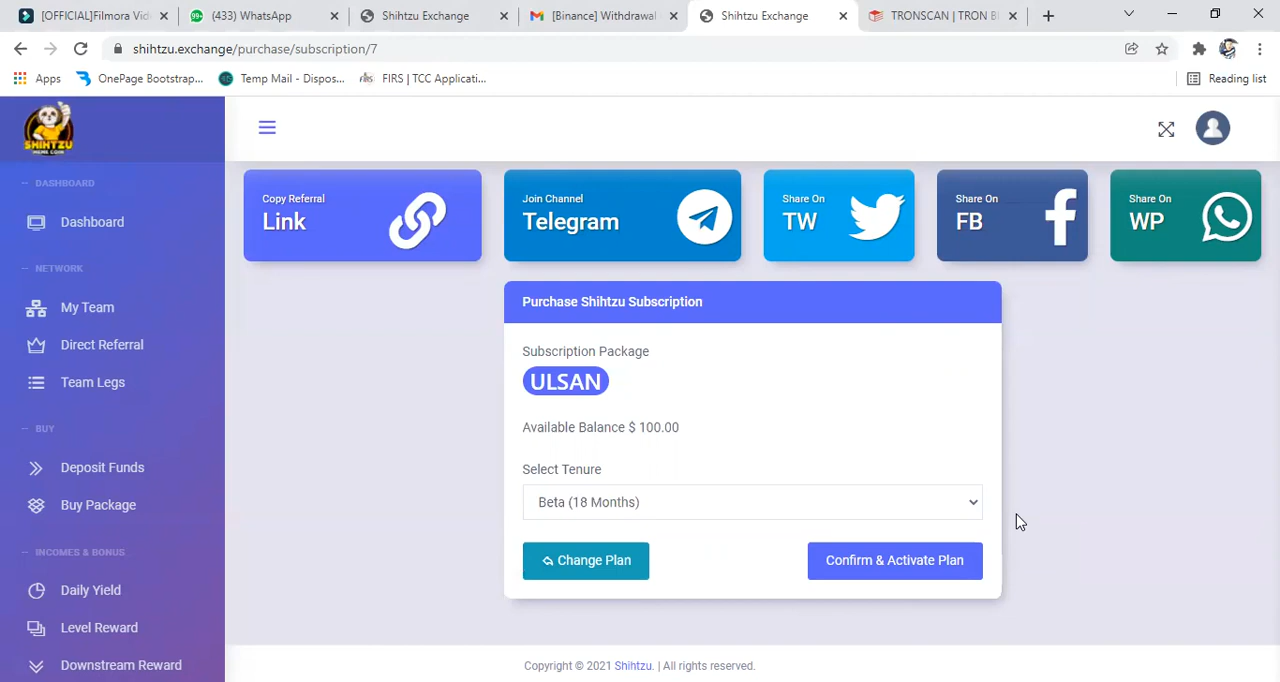 [OFFICIAL]Filmora Vid
99+
(433) WhatsApp
Shihtzu Exchange
[Binance] Withdrawal
Shihtzu Exchange
TRONSCAN | TRON B
shihtzu.exchange/purchase/subscription/7
Apps
OnePage Bootstrap...
Temp Mail - Dispos...
FIRS | TCC Applicati...
Reading list
SHIHTZU
MEME COIN
Copy Referral
Link
Join Channel
Telegram
Share On
TW
Share On
FB
Share On
WP
-- DASHBOARD
Dashboard
-- NETWORK
My Team
Direct Referral
Team Legs
-- BUY
Deposit Funds
Buy Package
-- INCOMES & BONUS
Daily Yield
Level Reward
Downstream Reward
Purchase Shihtzu Subscription
Subscription Package
ULSAN
Available Balance $ 100.00
Select Tenure
Beta (18 Months)
Change Plan
Confirm & Activate Plan
Copyright © 2021 Shihtzu. | All rights reserved.